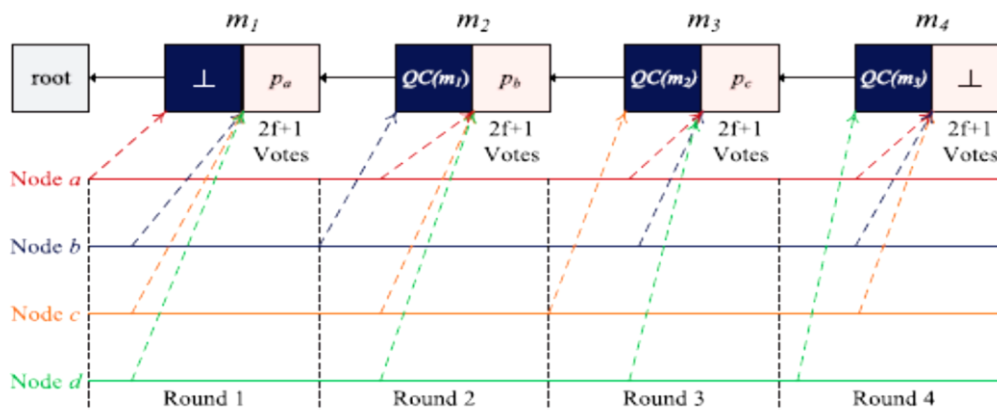 m1 m2 m3 m4
root ⊥ pa QC(m1) pb QC(m2) pc QC(m3) ⊥
2f+1 2f+1 2f+1 2f+1
Votes Votes Votes Votes
Node a
Node b
Node c
Node d
Round 1 Round 2 Round 3 Round 4